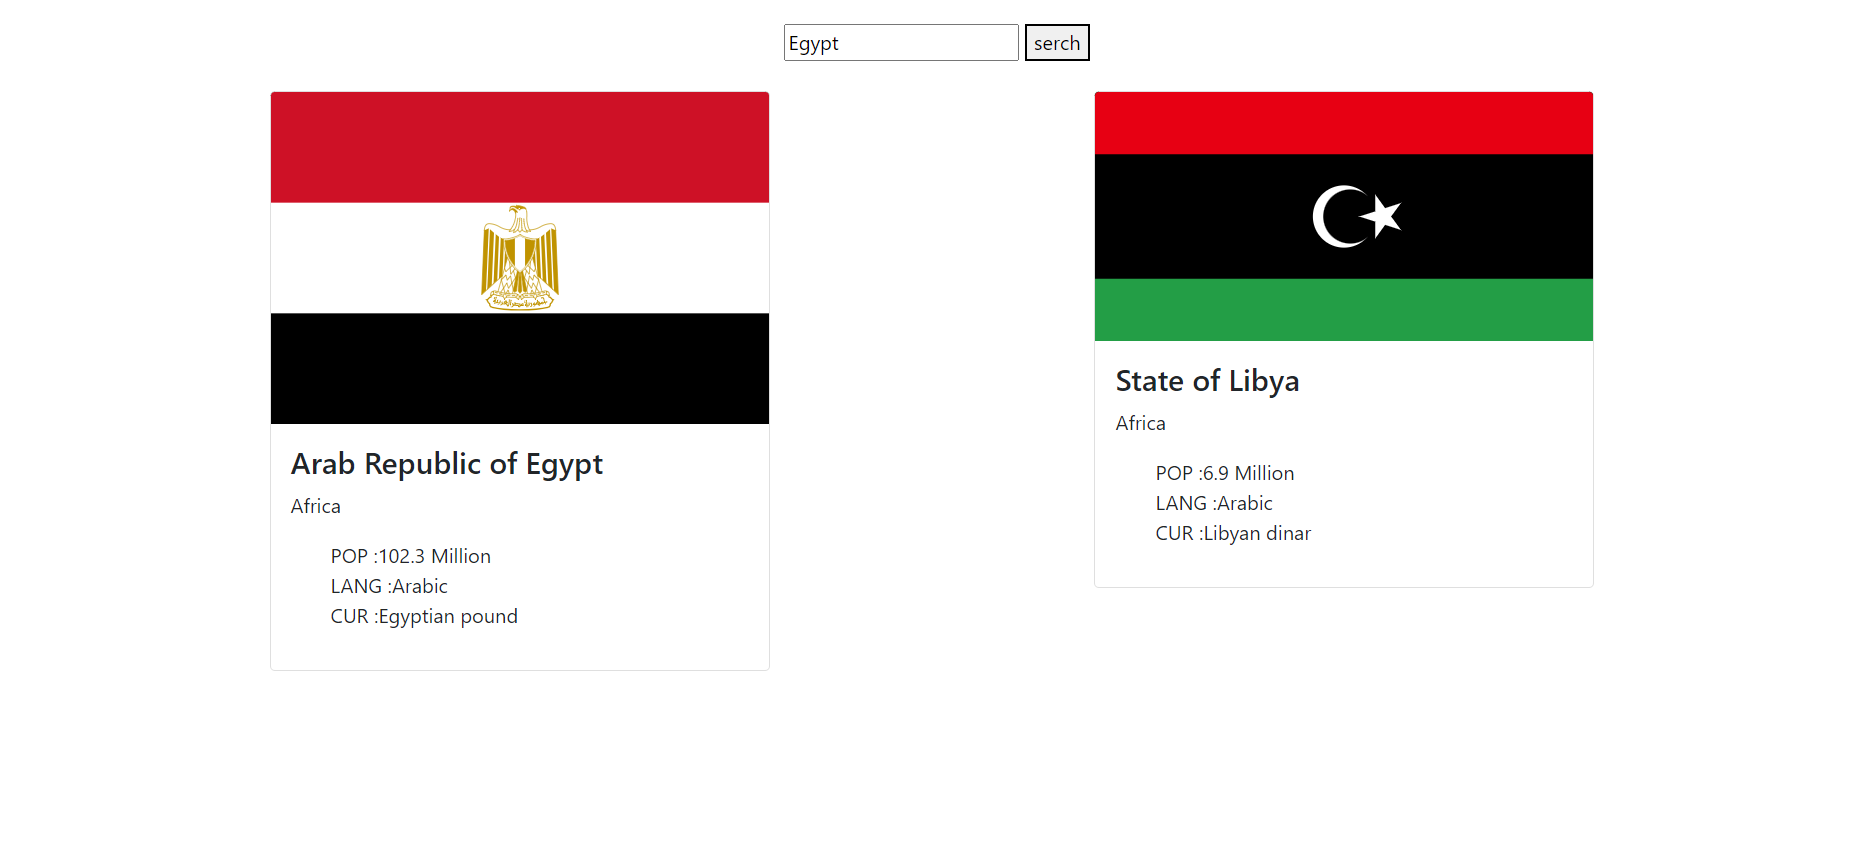 Egypt
serch
Arab Republic of Egypt
Africa
POP :102.3 Million
LANG :Arabic
CUR :Egyptian pound
State of Libya
Africa
POP :6.9 Million
LANG :Arabic
CUR :Libyan dinar